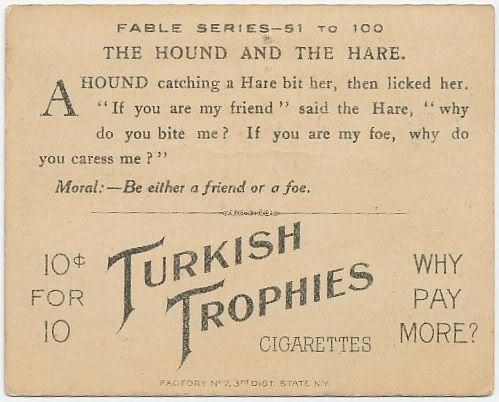 FABLE SERIES—51 TO 100
THE HOUND AND THE HARE.
A HOUND catching a Hare bit her, then licked her.
"If you are my friend" said the Hare, "why
do you bite me? If you are my foe, why do
you caress me?"
Moral:—Be either a friend or a foe.
10¢
FOR
10
TURKISH
TROPHIES
CIGARETTES
WHY
PAY
MORE?
FACTORY Nº 7, 3RD DIST. STATE N.Y.